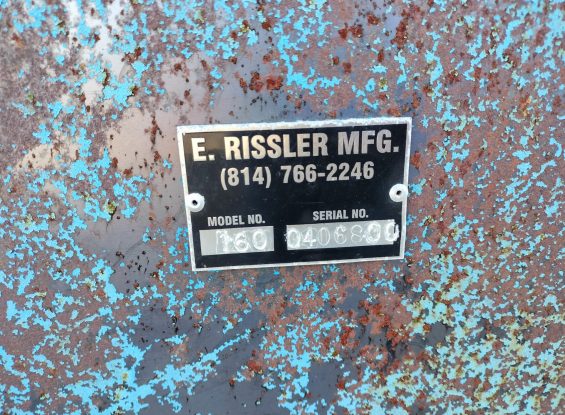 E. RISSLER MFG.
(814) 766-2246
MODEL NO. SERIAL NO.
160 0406800